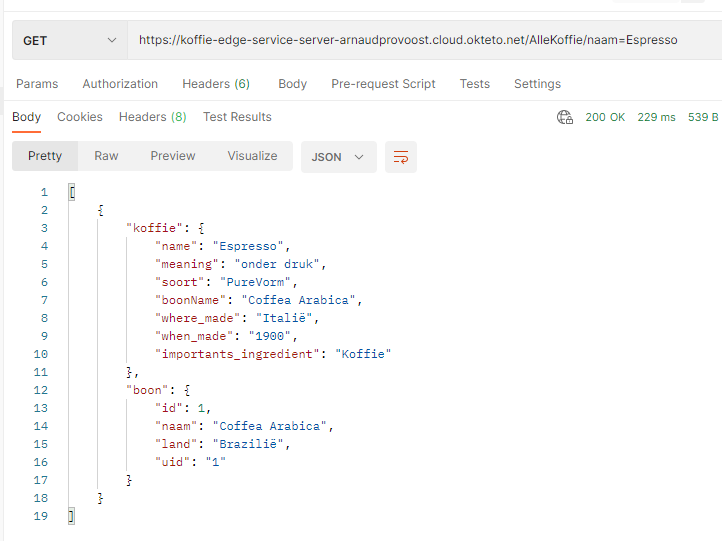 GET https://koffie-edge-service-server-arnaudprovoost.cloud.okteto.net/AlleKoffie/naam=Espresso
Params Authorization Headers (6) Body Pre-request Script Tests Settings
Body Cookies Headers (8) Test Results 200 OK 229 ms 539 B
Pretty Raw Preview Visualize JSON
1 [
2 {
3 "koffie": {
4 "name": "Espresso",
5 "meaning": "onder druk",
6 "soort": "PureVorm",
7 "boonName": "Coffea Arabica",
8 "where_made": "Italië",
9 "when_made": "1900",
10 "importants_ingredient": "Koffie"
11 },
12 "boon": {
13 "id": 1,
14 "naam": "Coffea Arabica",
15 "land": "Brazilië",
16 "uid": "1"
17 }
18 }
19 ]